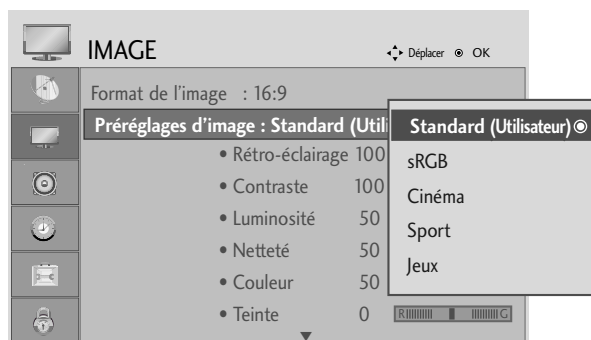 IMAGE
Déplacer OK
Format de l'image : 16:9
Préréglages d'image : Standard (Utili
• Rétro-éclairage 100
• Contraste 100
• Luminosité 50
• Netteté 50
• Couleur 50
• Teinte 0 R G
Standard (Utilisateur)
sRGB
Cinéma
Sport
Jeux